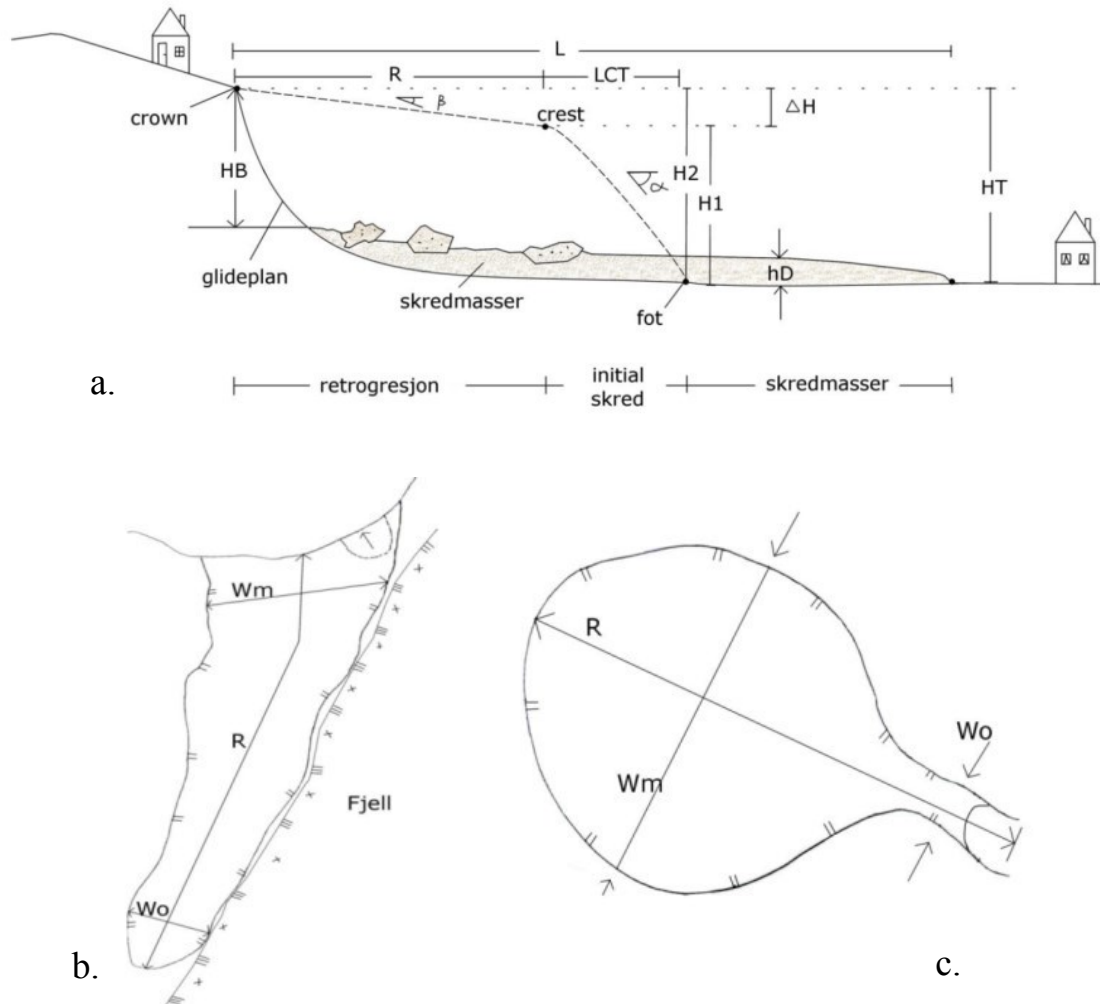 L
R
LCT
crown
β
crest
ΔH
HB
H2
H1
α
HT
glideplan
skredmasser
hD
fot
a.
retrogresjon
initial
skred
skredmasser
Wm
R
Fjell
Wo
b.
R
Wo
Wm
c.